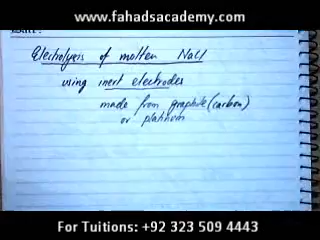 www.fahadsacademy.com
Electrolysis of molten NaCl
using inert electrodes
made from graphite (carbon)
or platinum
For Tuitions: +92 323 509 4443